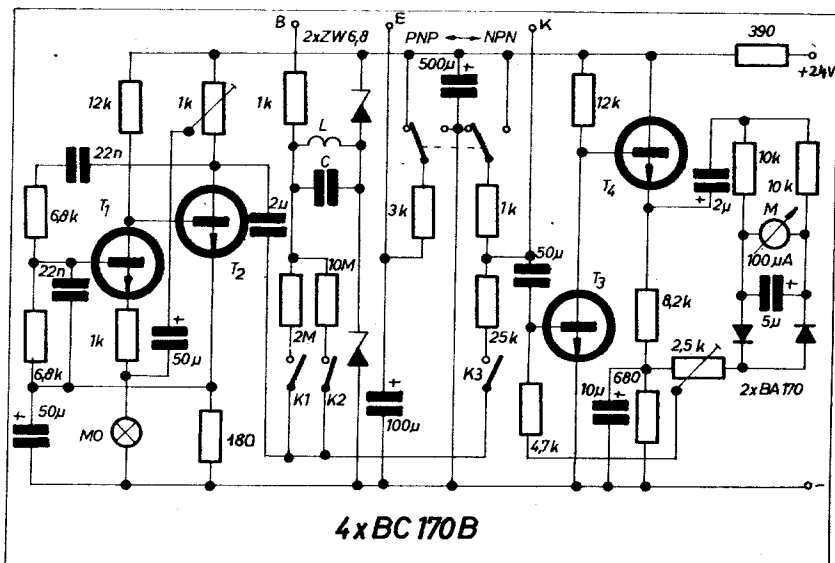 B
E
K
2xZW6,8
PNP ↔ NPN
390
+24V
500µ
+
12k
1k
1k
12k
L
22n
C
10k
10k
T1
T4
6,8k
2µ
3k
1k
2µ
+
M
22n
T2
10M
50µ
T3
100µA
8,2k
5µ
+
1k
+
50µ
2M
25k
2,5k
6,8k
50µ
+
K1
K2
+
K3
10µ
+
680
2xBA170
MO
180
100µ
4,7k
-
4xBC170B